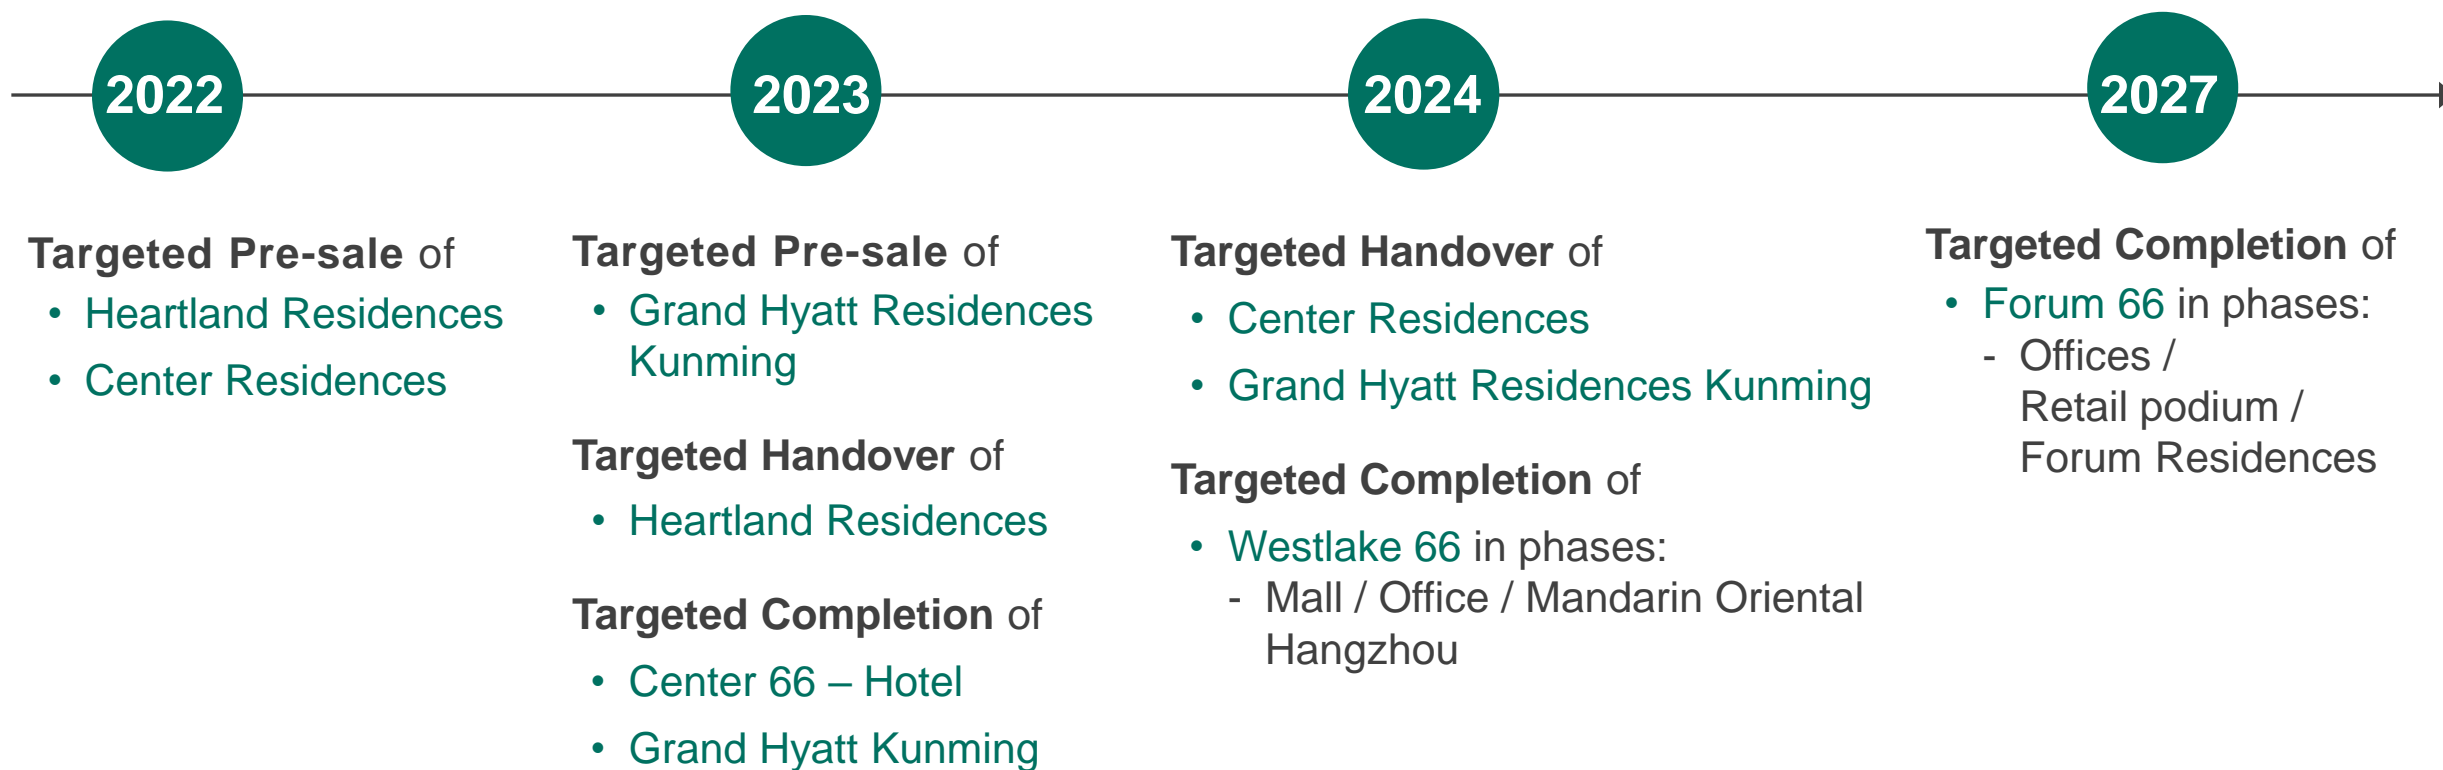 2022
2023
2024
2027
Targeted Pre-sale of
• Heartland Residences
• Center Residences
Targeted Pre-sale of
• Grand Hyatt Residences
Kunming
Targeted Handover of
• Heartland Residences
Targeted Completion of
• Center 66 – Hotel
• Grand Hyatt Kunming
Targeted Handover of
• Center Residences
• Grand Hyatt Residences Kunming
Targeted Completion of
• Westlake 66 in phases:
- Mall / Office / Mandarin Oriental
Hangzhou
Targeted Completion of
• Forum 66 in phases:
- Offices /
Retail podium /
Forum Residences